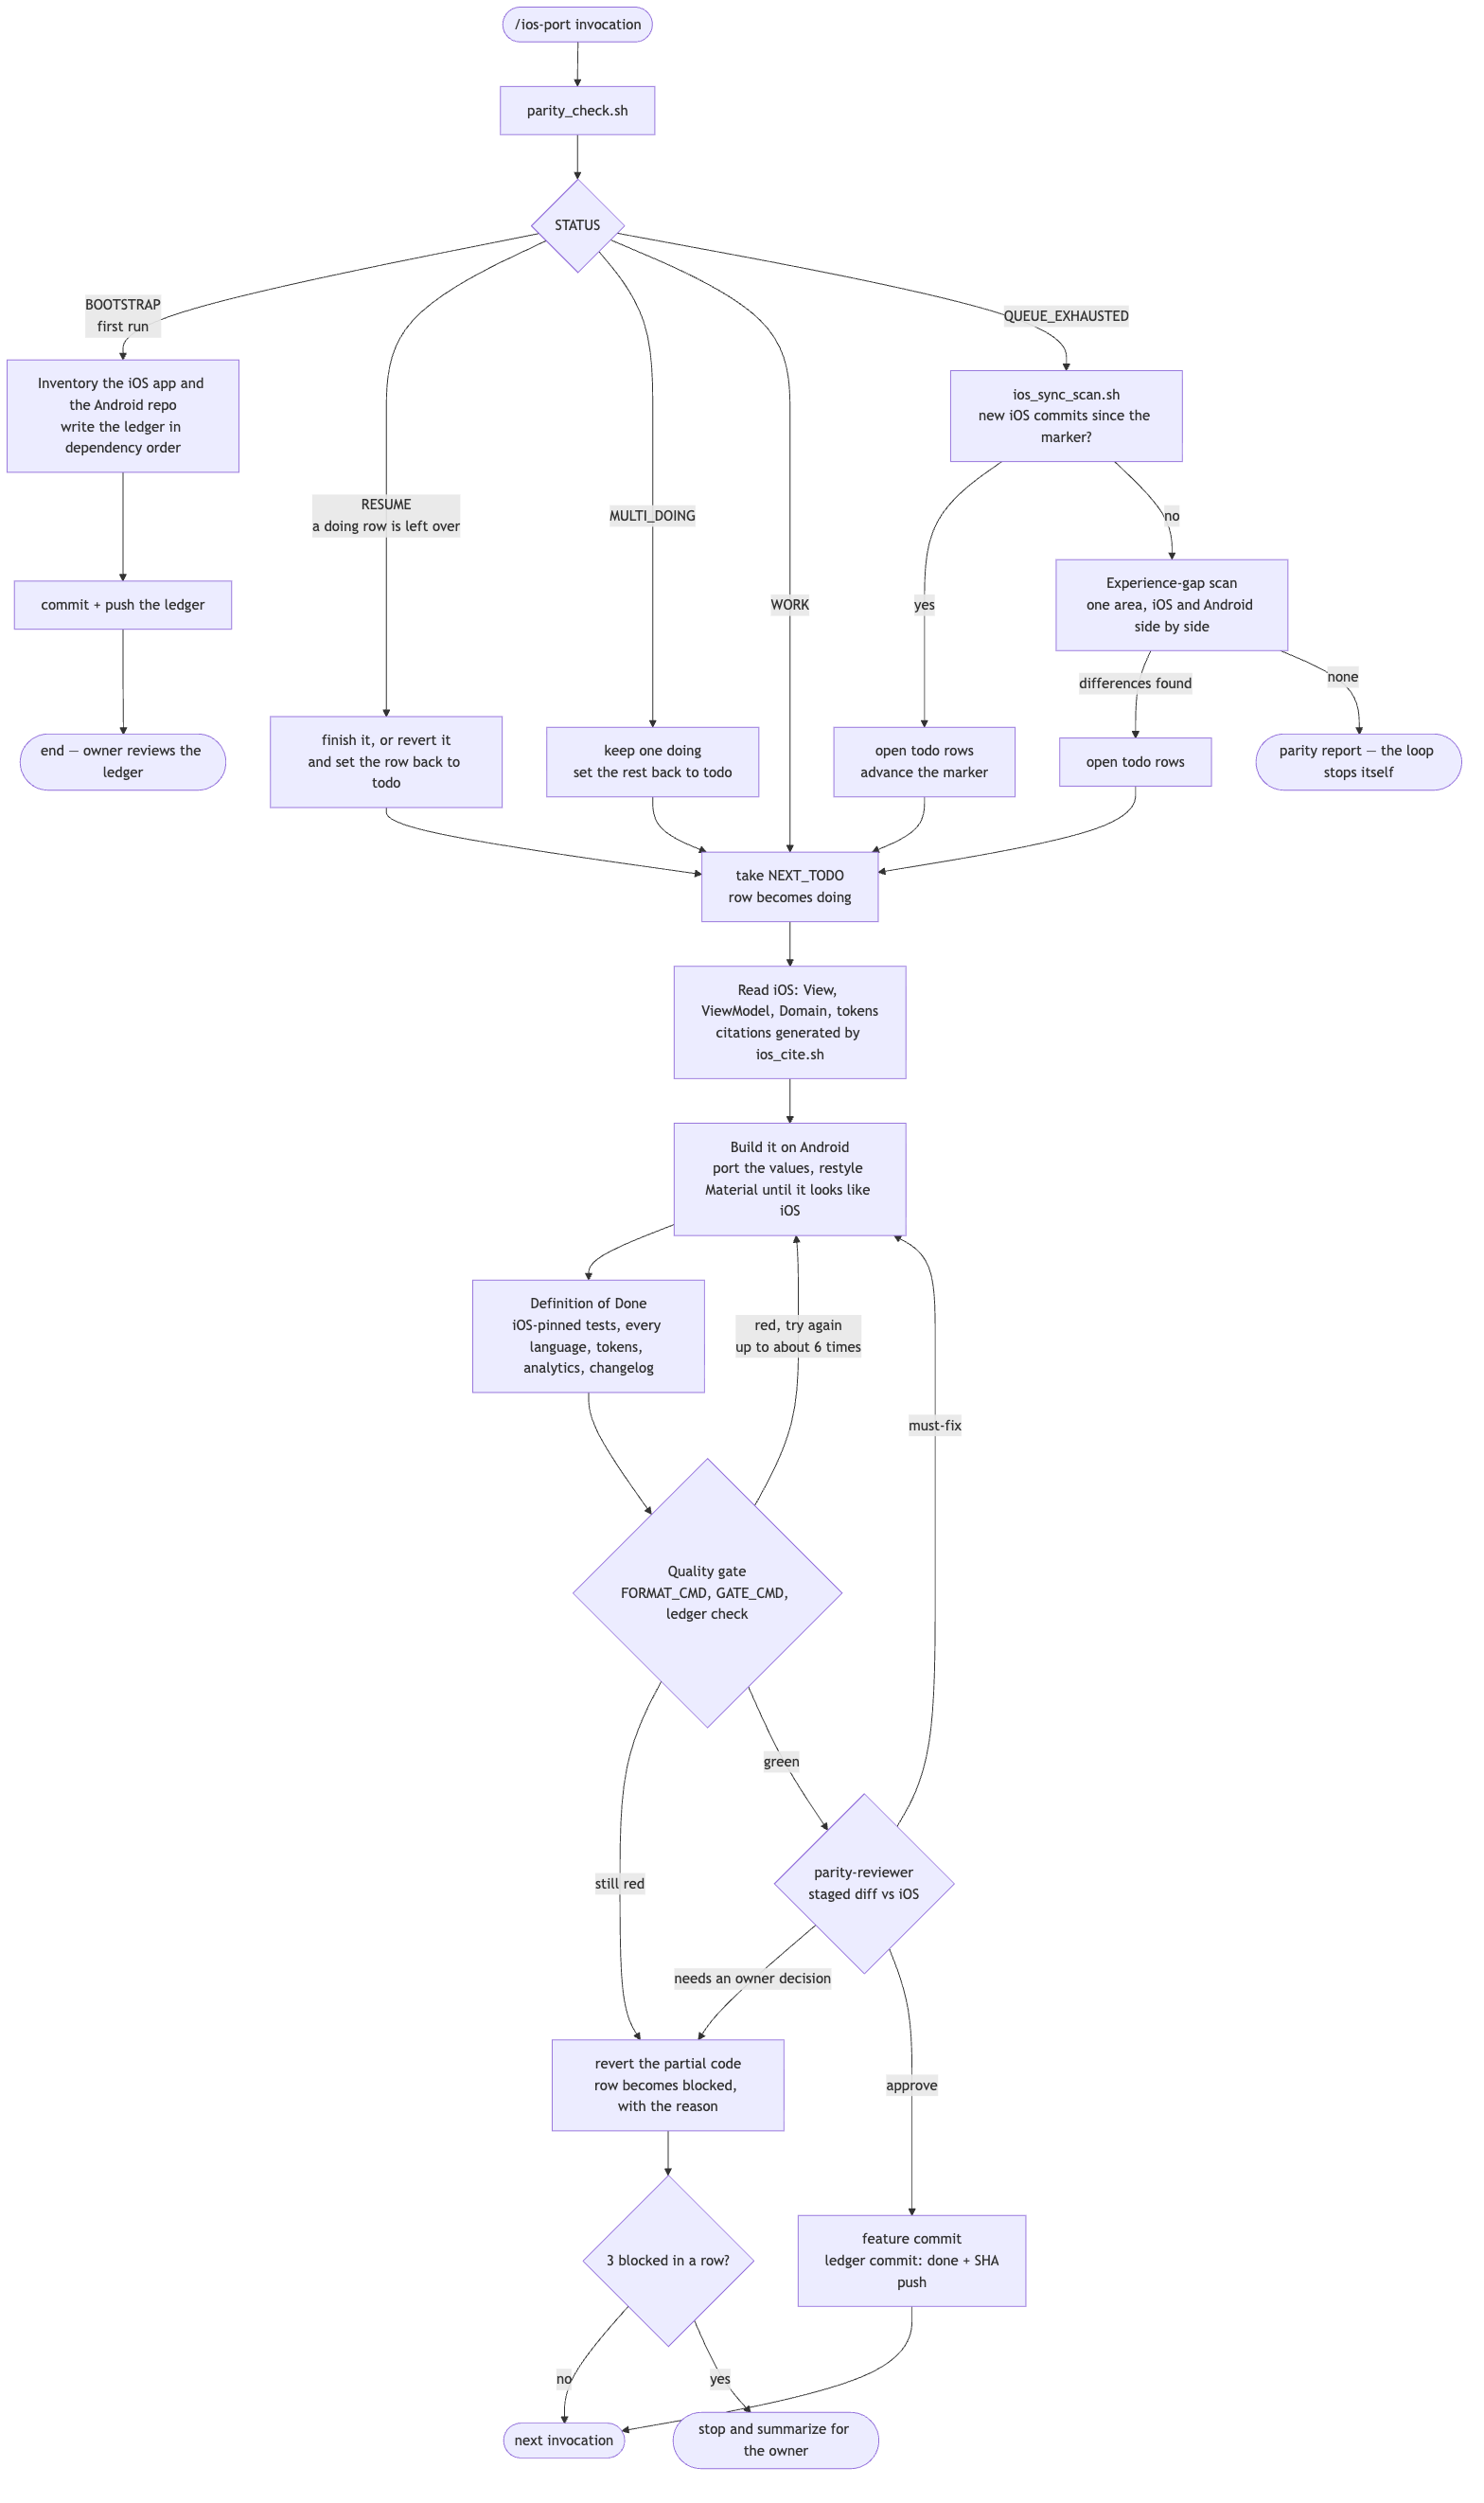 /ios-port invocation
parity_check.sh
STATUS
BOOTSTRAP
first run
QUEUE_EXHAUSTED
Inventory the iOS app and
the Android repo
write the ledger in
dependency order
ios_sync_scan.sh
new iOS commits since the
marker?
RESUME
a doing row is left over
MULTI_DOING
no
commit + push the ledger
WORK
yes
Experience-gap scan
one area, iOS and Android
side by side
differences found
none
end — owner reviews the
ledger
finish it, or revert it
and set the row back to
todo
keep one doing
set the rest back to todo
open todo rows
advance the marker
open todo rows
parity report — the loop
stops itself
take NEXT_TODO
row becomes doing
Read iOS: View,
ViewModel, Domain, tokens
citations generated by
ios_cite.sh
Build it on Android
port the values, restyle
Material until it looks like
iOS
Definition of Done
iOS-pinned tests, every
language, tokens,
analytics, changelog
red, try again
up to about 6 times
must-fix
Quality gate
FORMAT_CMD, GATE_CMD,
ledger check
green
still red
parity-reviewer
staged diff vs iOS
needs an owner decision
revert the partial code
row becomes blocked,
with the reason
approve
3 blocked in a row?
feature commit
ledger commit: done + SHA
push
no
yes
next invocation
stop and summarize for
the owner